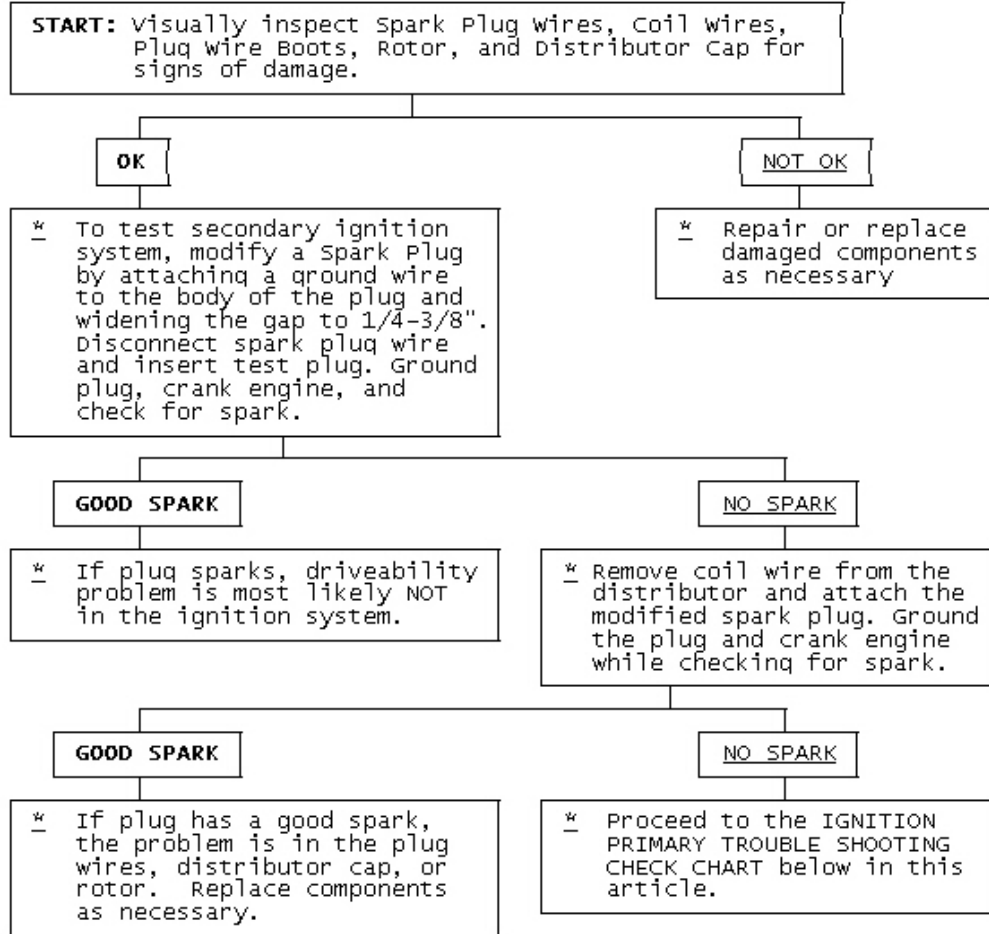 START: Visually inspect Spark Plug Wires, Coil Wires,
Pluq Wire Boots, Rotor, and Distributor Cap for
signs of damage.
OK
NOT OK
* To test secondary ignition
system, modify a Spark Plug
by attaching a qround wire
to the body of the plug and
widening the gap to 1/4-3/8".
Disconnect spark pluq wire
and insert test plug. Ground
plug, crank engine, and
check for spark.
* Repair or replace
damaged components
as necessary
GOOD SPARK
NO SPARK
* If pluq sparks, driveability
problem is most likely NOT
in the ignition system.
* Remove coil wire from the
distributor and attach the
modified spark plug. Ground
the plug and crank engine
while checkinq for spark.
GOOD SPARK
NO SPARK
* If plug has a good spark,
the problem is in the plug
wires, distributor cap, or
rotor. Replace components
as necessary.
* Proceed to the IGNITION
PRIMARY TROUBLE SHOOTING
CHECK CHART below in this
article.